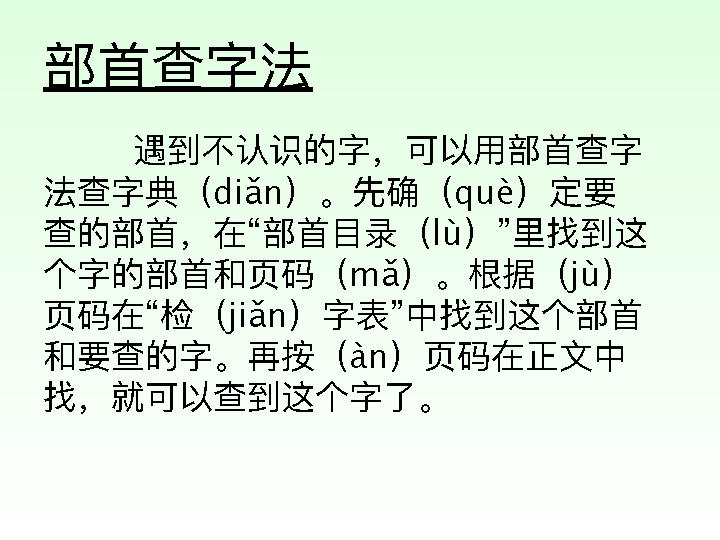 部首查字法
遇到不认识的字，可以用部首查字
法查字典（diǎn）。先确（què）定要
查的部首，在“部首目录（lù）”里找到这
个字的部首和页码（mǎ）。根据（jù）
页码在“检（jiǎn）字表”中找到这个部首
和要查的字。再按（àn）页码在正文中
找，就可以查到这个字了。